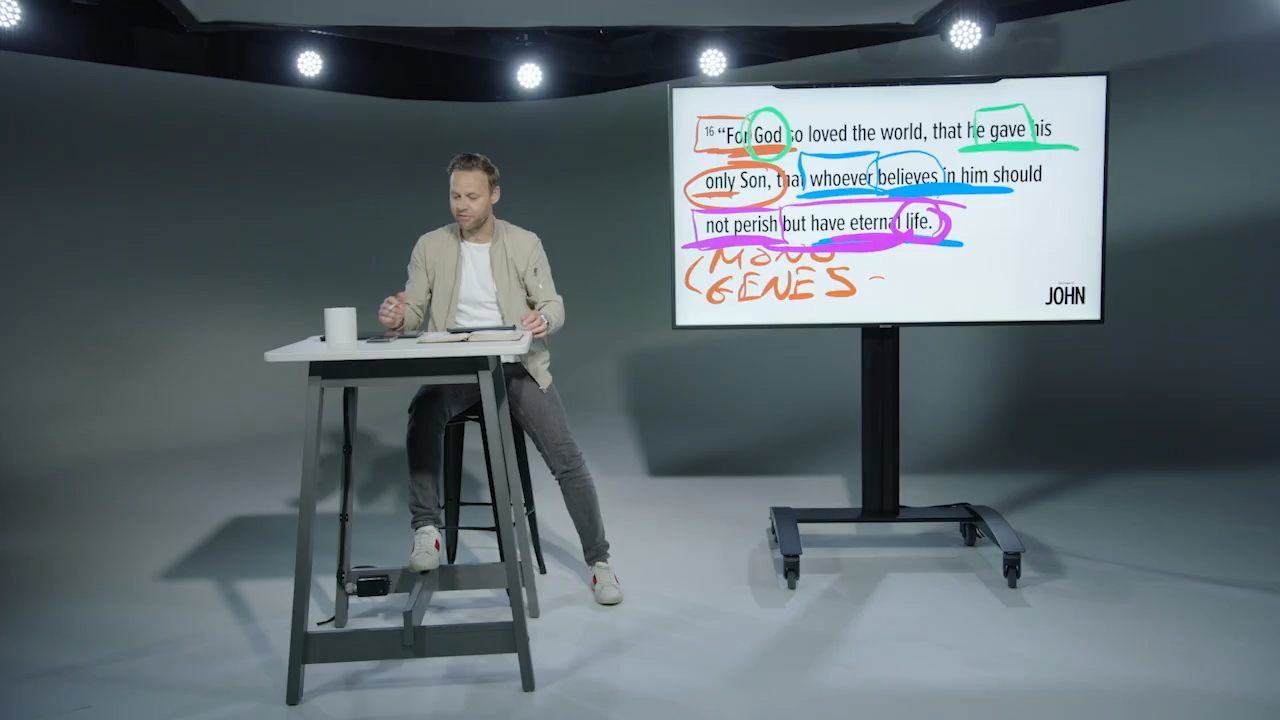 16 “For God so loved the world, that he gave his
only Son, that whoever believes in him should
not perish but have eternal life.
(MONO
GENES -
JOHN